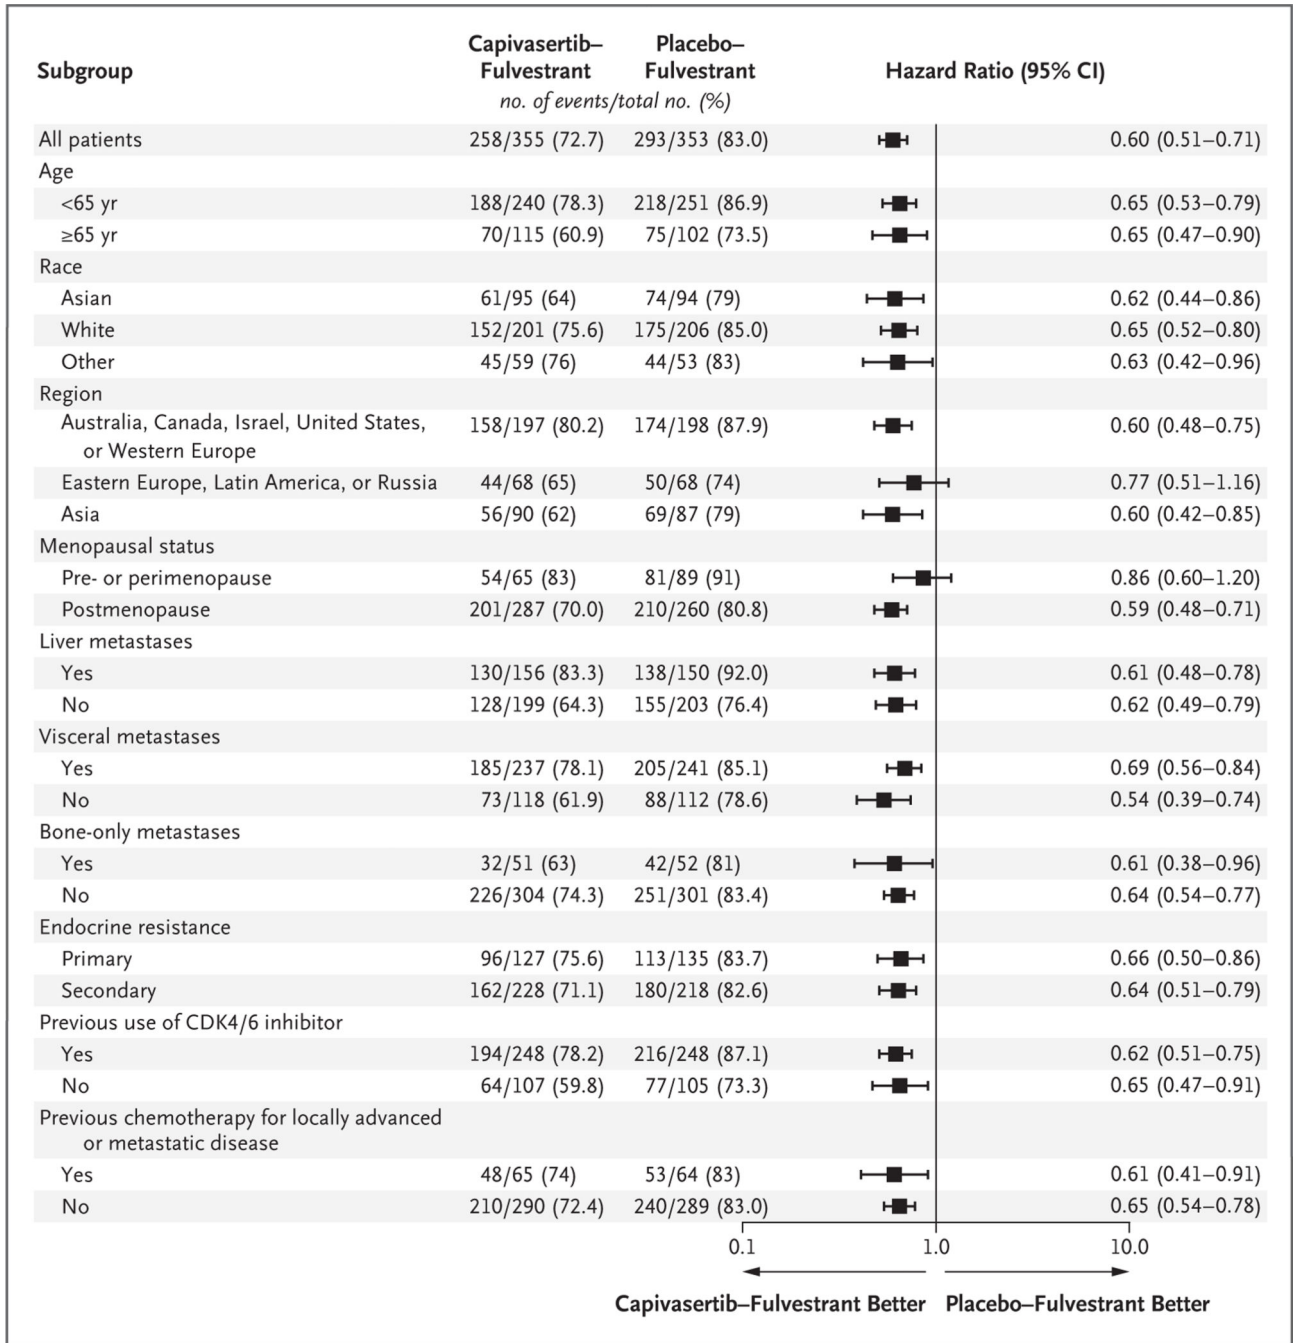 Capivasertib– Placebo–
Subgroup Fulvestrant Fulvestrant Hazard Ratio (95% CI)
no. of events/total no. (%)
All patients 258/355 (72.7) 293/353 (83.0) 0.60 (0.51–0.71)
Age
<65 yr 188/240 (78.3) 218/251 (86.9) 0.65 (0.53–0.79)
≥65 yr 70/115 (60.9) 75/102 (73.5) 0.65 (0.47–0.90)
Race
Asian 61/95 (64) 74/94 (79) 0.62 (0.44–0.86)
White 152/201 (75.6) 175/206 (85.0) 0.65 (0.52–0.80)
Other 45/59 (76) 44/53 (83) 0.63 (0.42–0.96)
Region
Australia, Canada, Israel, United States, 158/197 (80.2) 174/198 (87.9) 0.60 (0.48–0.75)
or Western Europe
Eastern Europe, Latin America, or Russia 44/68 (65) 50/68 (74) 0.77 (0.51–1.16)
Asia 56/90 (62) 69/87 (79) 0.60 (0.42–0.85)
Menopausal status
Pre- or perimenopause 54/65 (83) 81/89 (91) 0.86 (0.60–1.20)
Postmenopause 201/287 (70.0) 210/260 (80.8) 0.59 (0.48–0.71)
Liver metastases
Yes 130/156 (83.3) 138/150 (92.0) 0.61 (0.48–0.78)
No 128/199 (64.3) 155/203 (76.4) 0.62 (0.49–0.79)
Visceral metastases
Yes 185/237 (78.1) 205/241 (85.1) 0.69 (0.56–0.84)
No 73/118 (61.9) 88/112 (78.6) 0.54 (0.39–0.74)
Bone-only metastases
Yes 32/51 (63) 42/52 (81) 0.61 (0.38–0.96)
No 226/304 (74.3) 251/301 (83.4) 0.64 (0.54–0.77)
Endocrine resistance
Primary 96/127 (75.6) 113/135 (83.7) 0.66 (0.50–0.86)
Secondary 162/228 (71.1) 180/218 (82.6) 0.64 (0.51–0.79)
Previous use of CDK4/6 inhibitor
Yes 194/248 (78.2) 216/248 (87.1) 0.62 (0.51–0.75)
No 64/107 (59.8) 77/105 (73.3) 0.65 (0.47–0.91)
Previous chemotherapy for locally advanced
or metastatic disease
Yes 48/65 (74) 53/64 (83) 0.61 (0.41–0.91)
No 210/290 (72.4) 240/289 (83.0) 0.65 (0.54–0.78)
0.1 1.0 10.0
Capivasertib–Fulvestrant Better Placebo–Fulvestrant Better